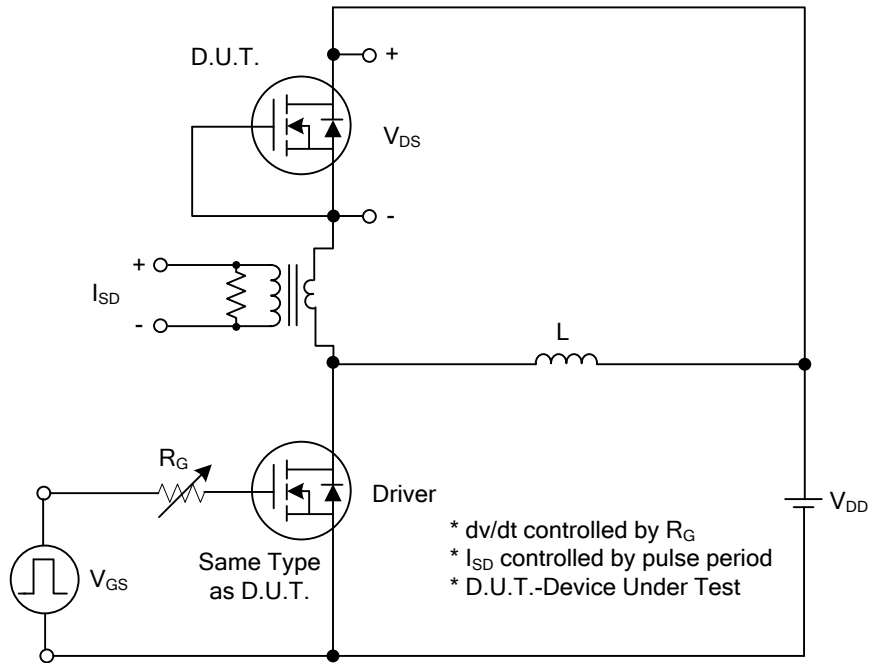 D.U.T.
+
VDS
-
+
ISD
-
L
RG
Driver
VDD
VGS
Same Type
as D.U.T.
* dv/dt controlled by RG
* ISD controlled by pulse period
* D.U.T.-Device Under Test